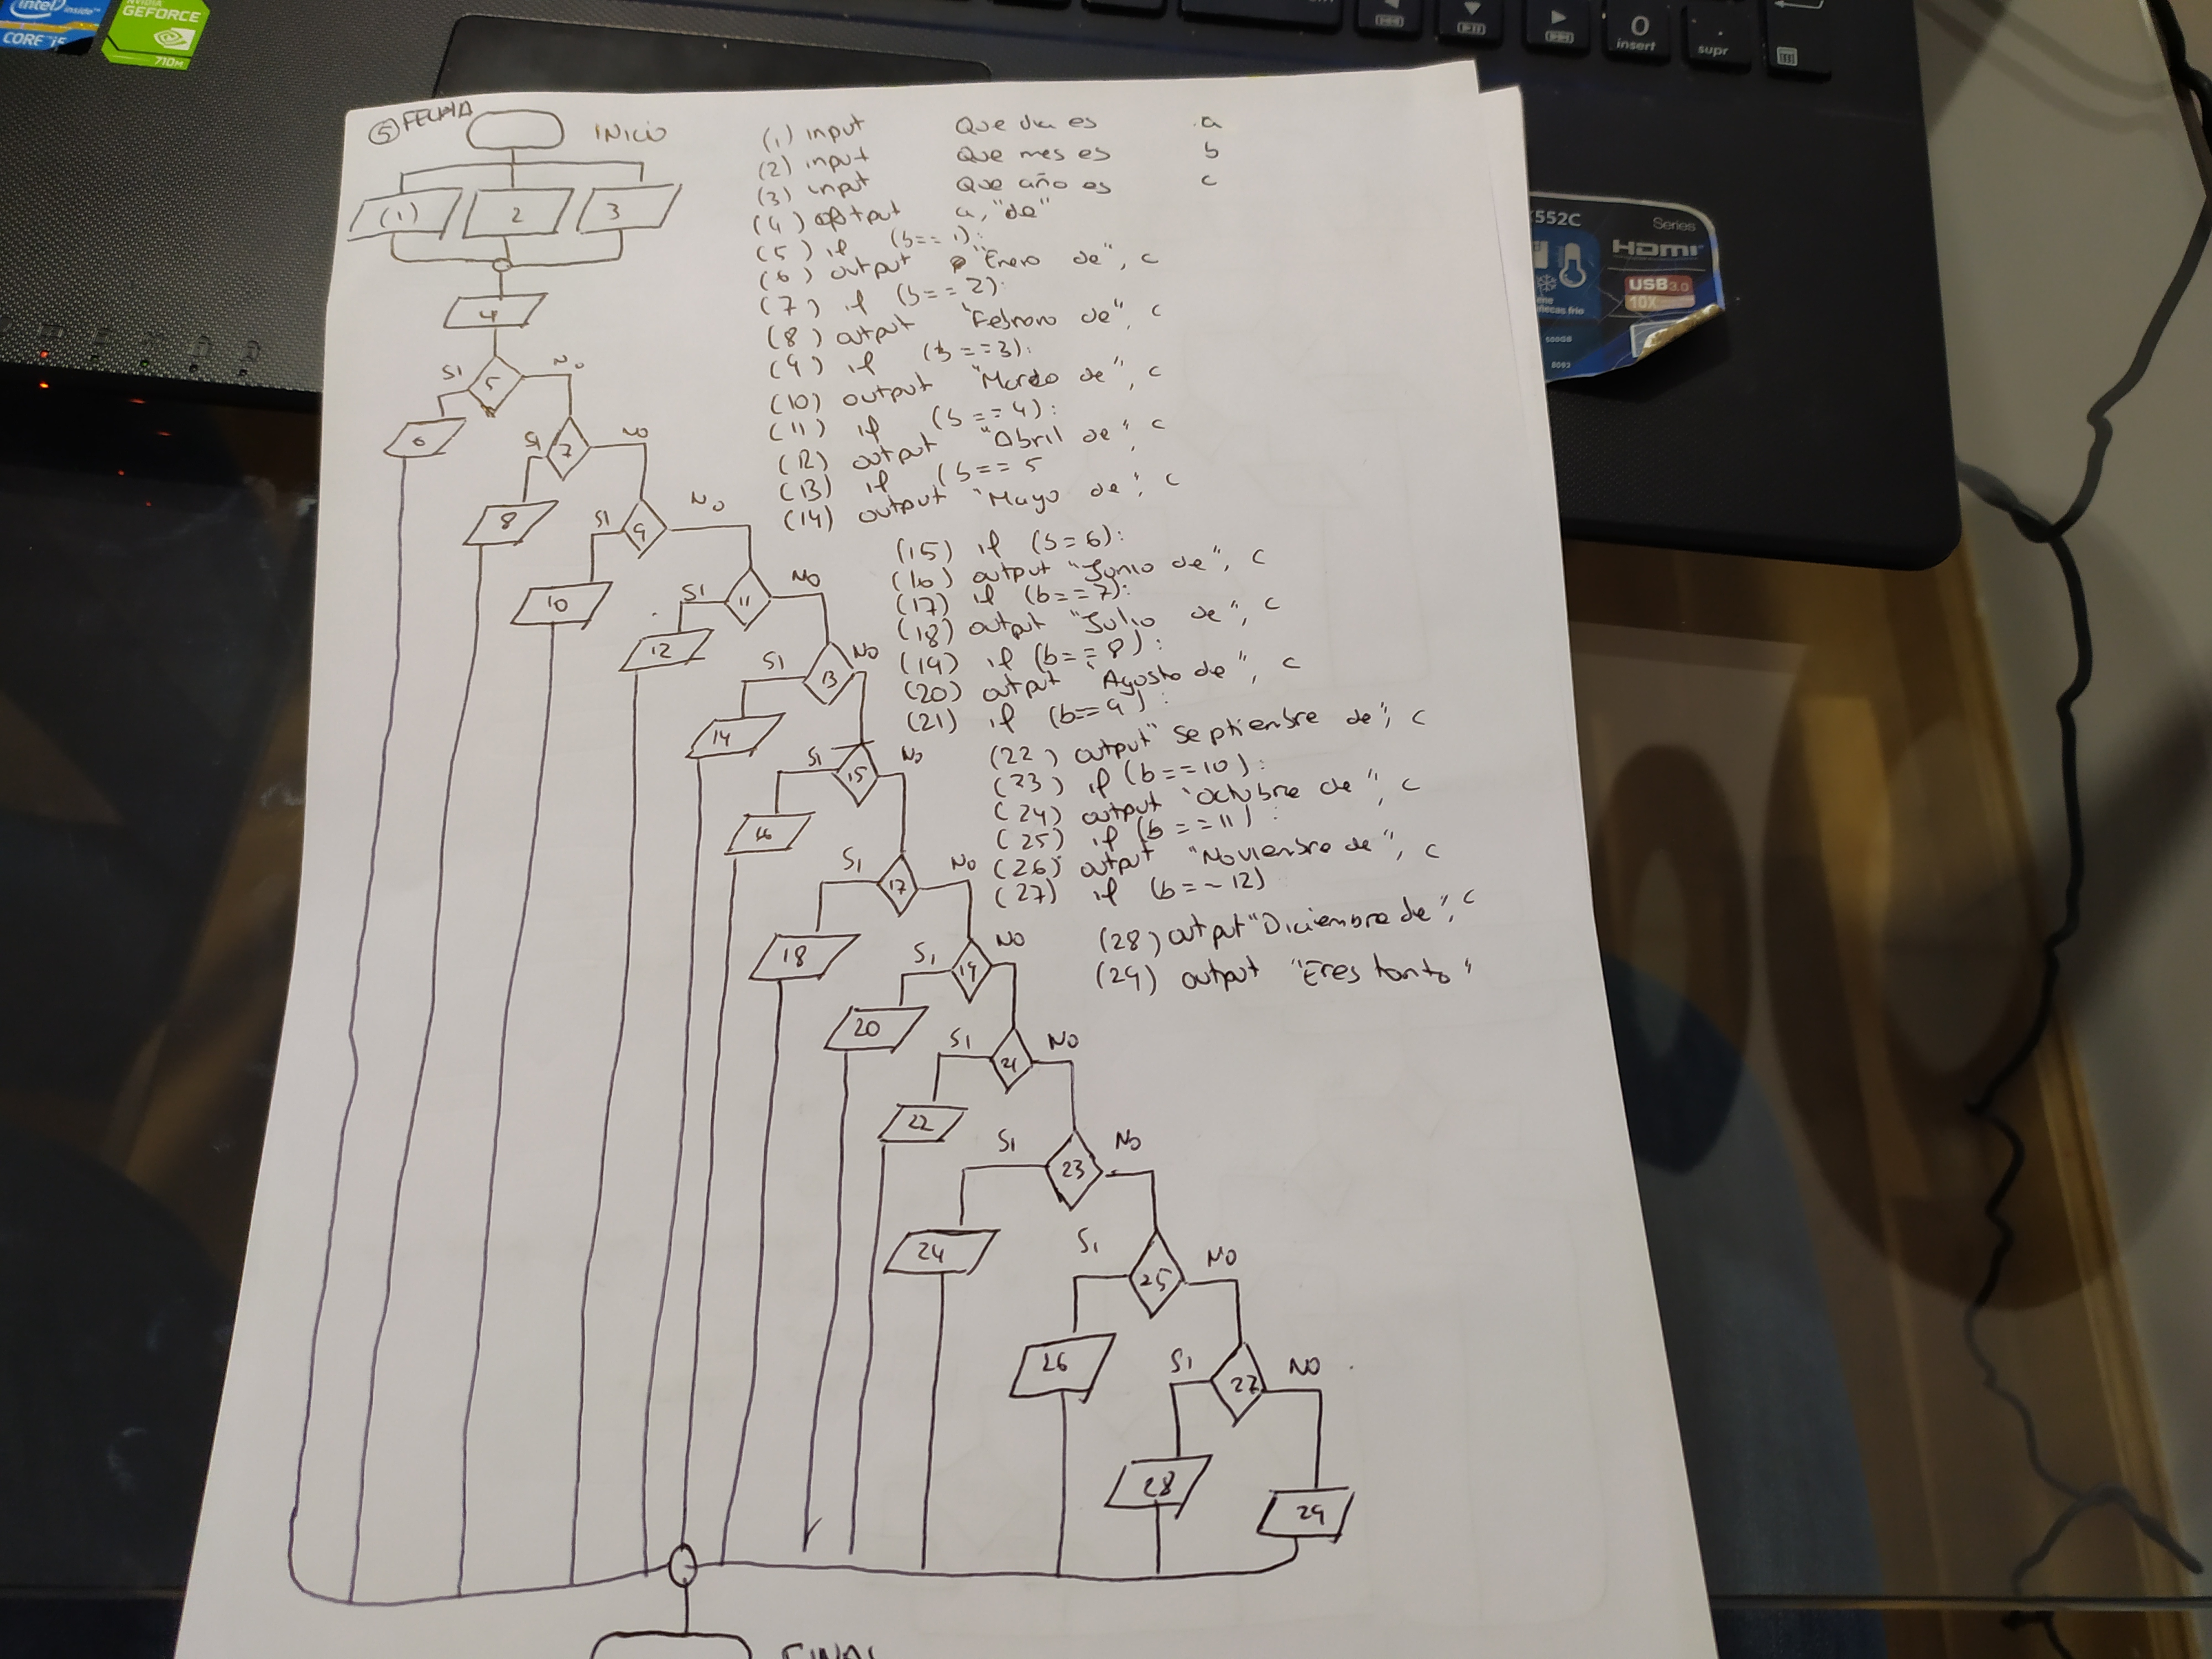 intel inside™
CORE i5
NVIDIA
GEFORCE
710M
0
insert
.
supr
552C
Series
HDMI
USB 3.0
10X
500GB
⑤ FECHA
INICIO
(1)
2
3
4
SI
5
No
6
SI
7
NO
8
SI
9
No
10
SI
11
NO
12
SI
13
NO
14
SI
15
No
16
SI
17
NO
18
SI
19
NO
20
SI
21
NO
22
SI
23
No
24
SI
25
NO
26
SI
27
NO
28
29
FINAL
(1) input Que dia es a
(2) input Que mes es b
(3) input Que año es c
(4) output a, "de"
(5) if (b == 1):
(6) output "Enero de", c
(7) if (b == 2):
(8) output "Febrero de", c
(9) if (b == 3):
(10) output "Marzo de", c
(11) if (b == 4):
(12) output "Abril de", c
(13) if (b == 5
(14) output "Mayo de", c
(15) if (b = 6):
(16) output "Junio de", c
(17) if (b == 7):
(18) output "Julio de", c
(19) if (b == 8):
(20) output "Agosto de", c
(21) if (b == 9):
(22) output "Septiembre de", c
(23) if (b == 10):
(24) output "Octubre de", c
(25) if (b == 11):
(26) output "Noviembre de", c
(27) if (b == 12)
(28) output "Diciembre de", c
(29) output "Eres tonto"